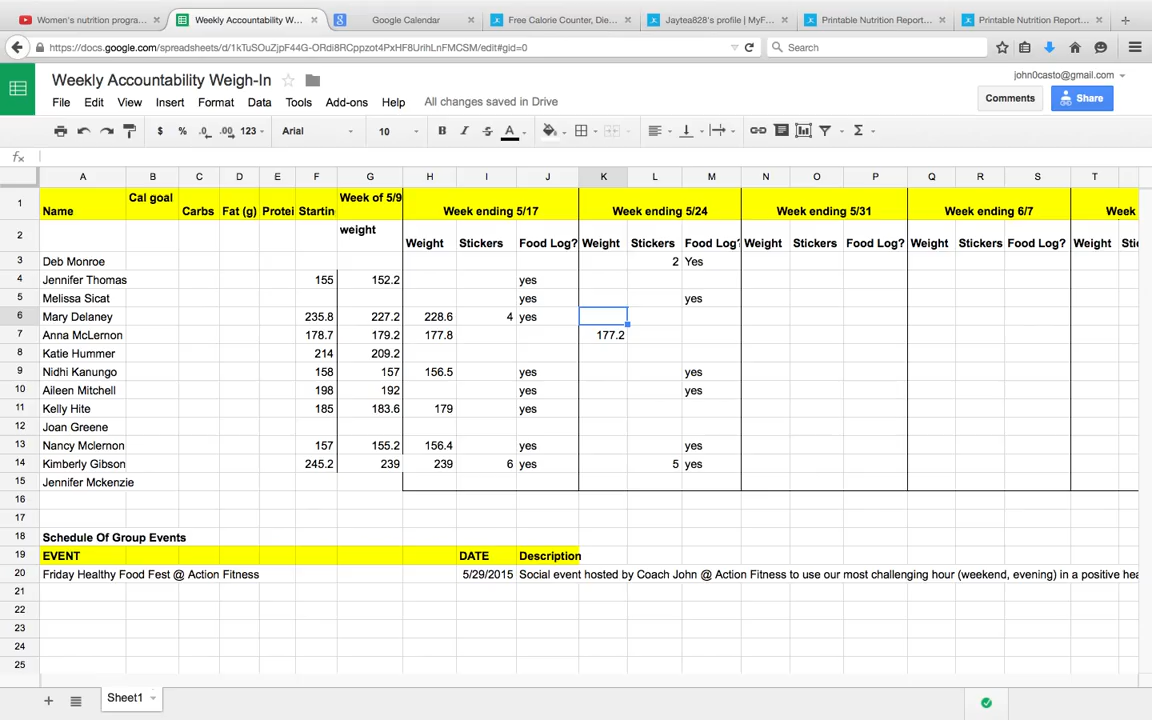 Women's nutrition progra...
Weekly Accountability W...
Google Calendar
Free Calorie Counter, Die...
Jaytea828's profile | MyF...
Printable Nutrition Report...
Printable Nutrition Report...
https://docs.google.com/spreadsheets/d/1kTuSOuZjpF44G-ORdi8RCppzot4PxHF8UrihLnFMCSM/edit#gid=0
Search
Weekly Accountability Weigh-In
john0casto@gmail.com
File Edit View Insert Format Data Tools Add-ons Help All changes saved in Drive
Comments
Share
$ % .0 .00 123 Arial 10 B I S A
fx
A B C D E F G H I J K L M N O P Q R S T
1 Name Cal goal Carbs Fat (g) Protei Startin Week of 5/9 Week ending 5/17 Week ending 5/24 Week ending 5/31 Week ending 6/7 Week
2 weight Weight Stickers Food Log? Weight Stickers Food Log? Weight Stickers Food Log? Weight Stickers Food Log? Weight Stic
3 Deb Monroe 2 Yes
4 Jennifer Thomas 155 152.2 yes
5 Melissa Sicat yes yes
6 Mary Delaney 235.8 227.2 228.6 4 yes
7 Anna McLernon 178.7 179.2 177.8 177.2
8 Katie Hummer 214 209.2
9 Nidhi Kanungo 158 157 156.5 yes yes
10 Aileen Mitchell 198 192 yes yes
11 Kelly Hite 185 183.6 179 yes
12 Joan Greene
13 Nancy Mclernon 157 155.2 156.4 yes yes
14 Kimberly Gibson 245.2 239 239 6 yes 5 yes
15 Jennifer Mckenzie
16
17
18 Schedule Of Group Events
19 EVENT DATE Description
20 Friday Healthy Food Fest @ Action Fitness 5/29/2015 Social event hosted by Coach John @ Action Fitness to use our most challenging hour (weekend, evening) in a positive hea
21
22
23
24
25
Sheet1